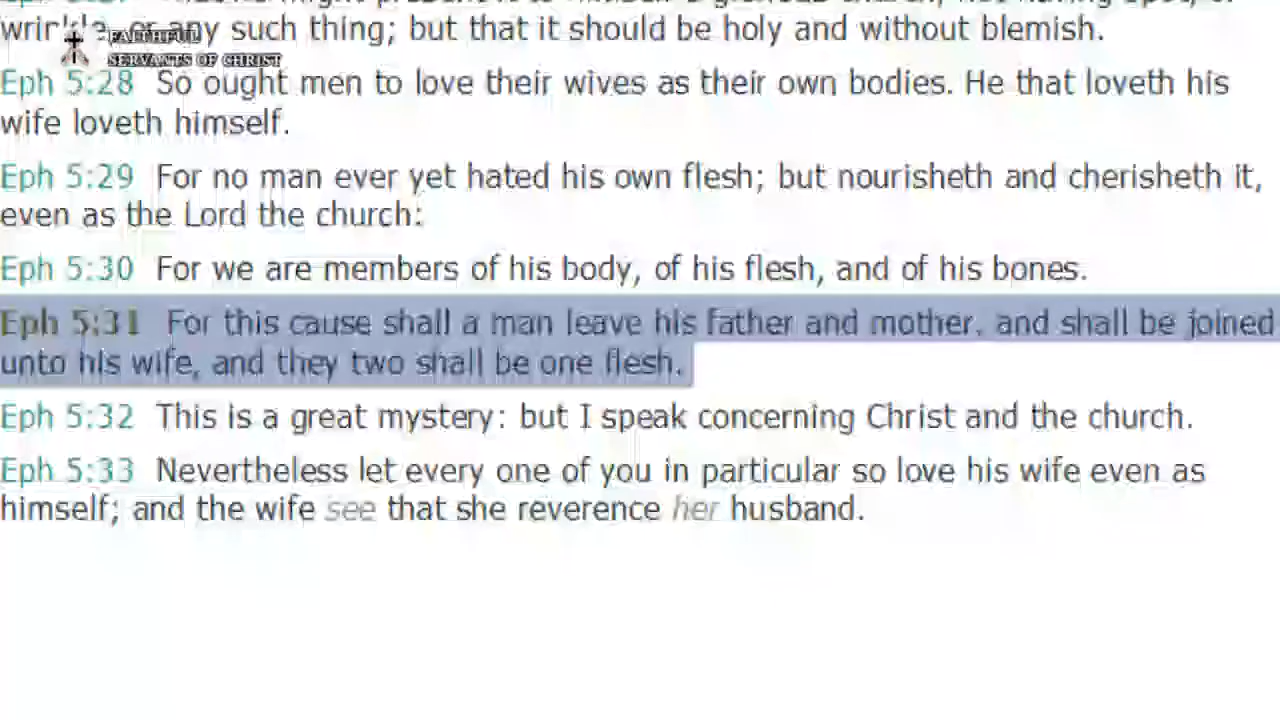 wrinkle, or any such thing; but that it should be holy and without blemish.
FAITHFUL
SERVANTS OF CHRIST
Eph 5:28 So ought men to love their wives as their own bodies. He that loveth his
wife loveth himself.
Eph 5:29 For no man ever yet hated his own flesh; but nourisheth and cherisheth it,
even as the Lord the church:
Eph 5:30 For we are members of his body, of his flesh, and of his bones.
Eph 5:31 For this cause shall a man leave his father and mother, and shall be joined
unto his wife, and they two shall be one flesh.
Eph 5:32 This is a great mystery: but I speak concerning Christ and the church.
Eph 5:33 Nevertheless let every one of you in particular so love his wife even as
himself; and the wife see that she reverence her husband.